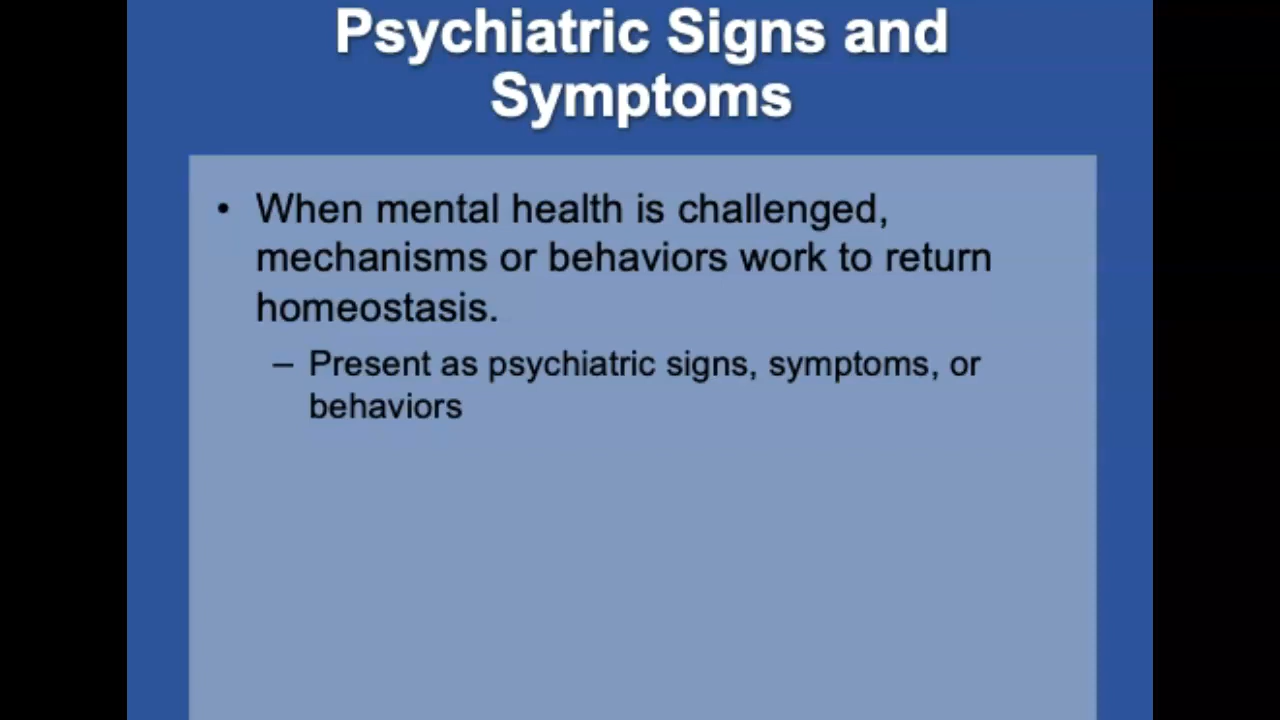 Psychiatric Signs and
Symptoms
• When mental health is challenged,
mechanisms or behaviors work to return
homeostasis.
– Present as psychiatric signs, symptoms, or
behaviors